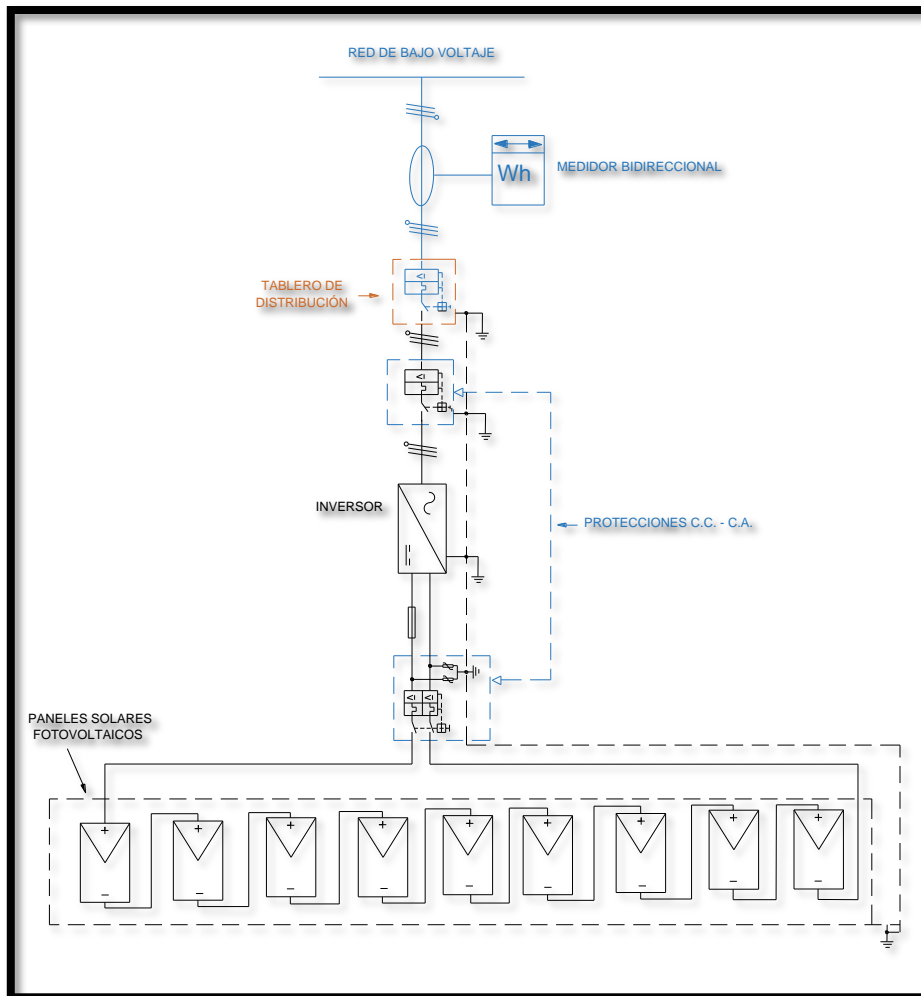 RED DE BAJO VOLTAJE
Wh
MEDIDOR BIDIRECCIONAL
TABLERO DE
DISTRIBUCIÓN
INVERSOR
PROTECCIONES C.C. - C.A.
PANELES SOLARES
FOTOVOLTAICOS